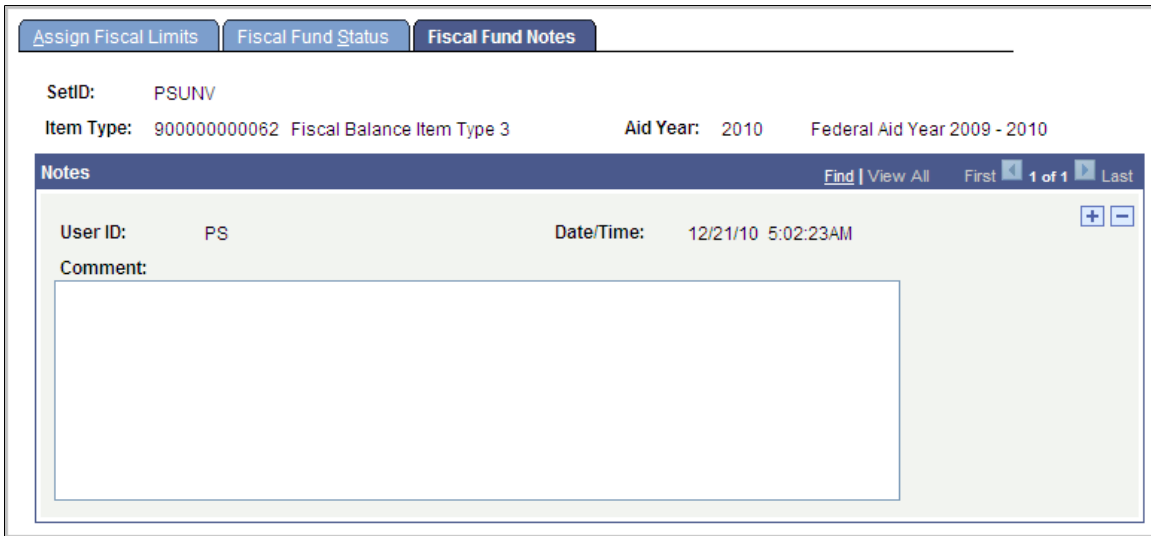 Assign Fiscal Limits Fiscal Fund Status Fiscal Fund Notes
SetID: PSUNV
Item Type: 900000000062 Fiscal Balance Item Type 3 Aid Year: 2010 Federal Aid Year 2009 - 2010
Notes Find | View All First 1 of 1 Last
User ID: PS Date/Time: 12/21/10 5:02:23AM
Comment: